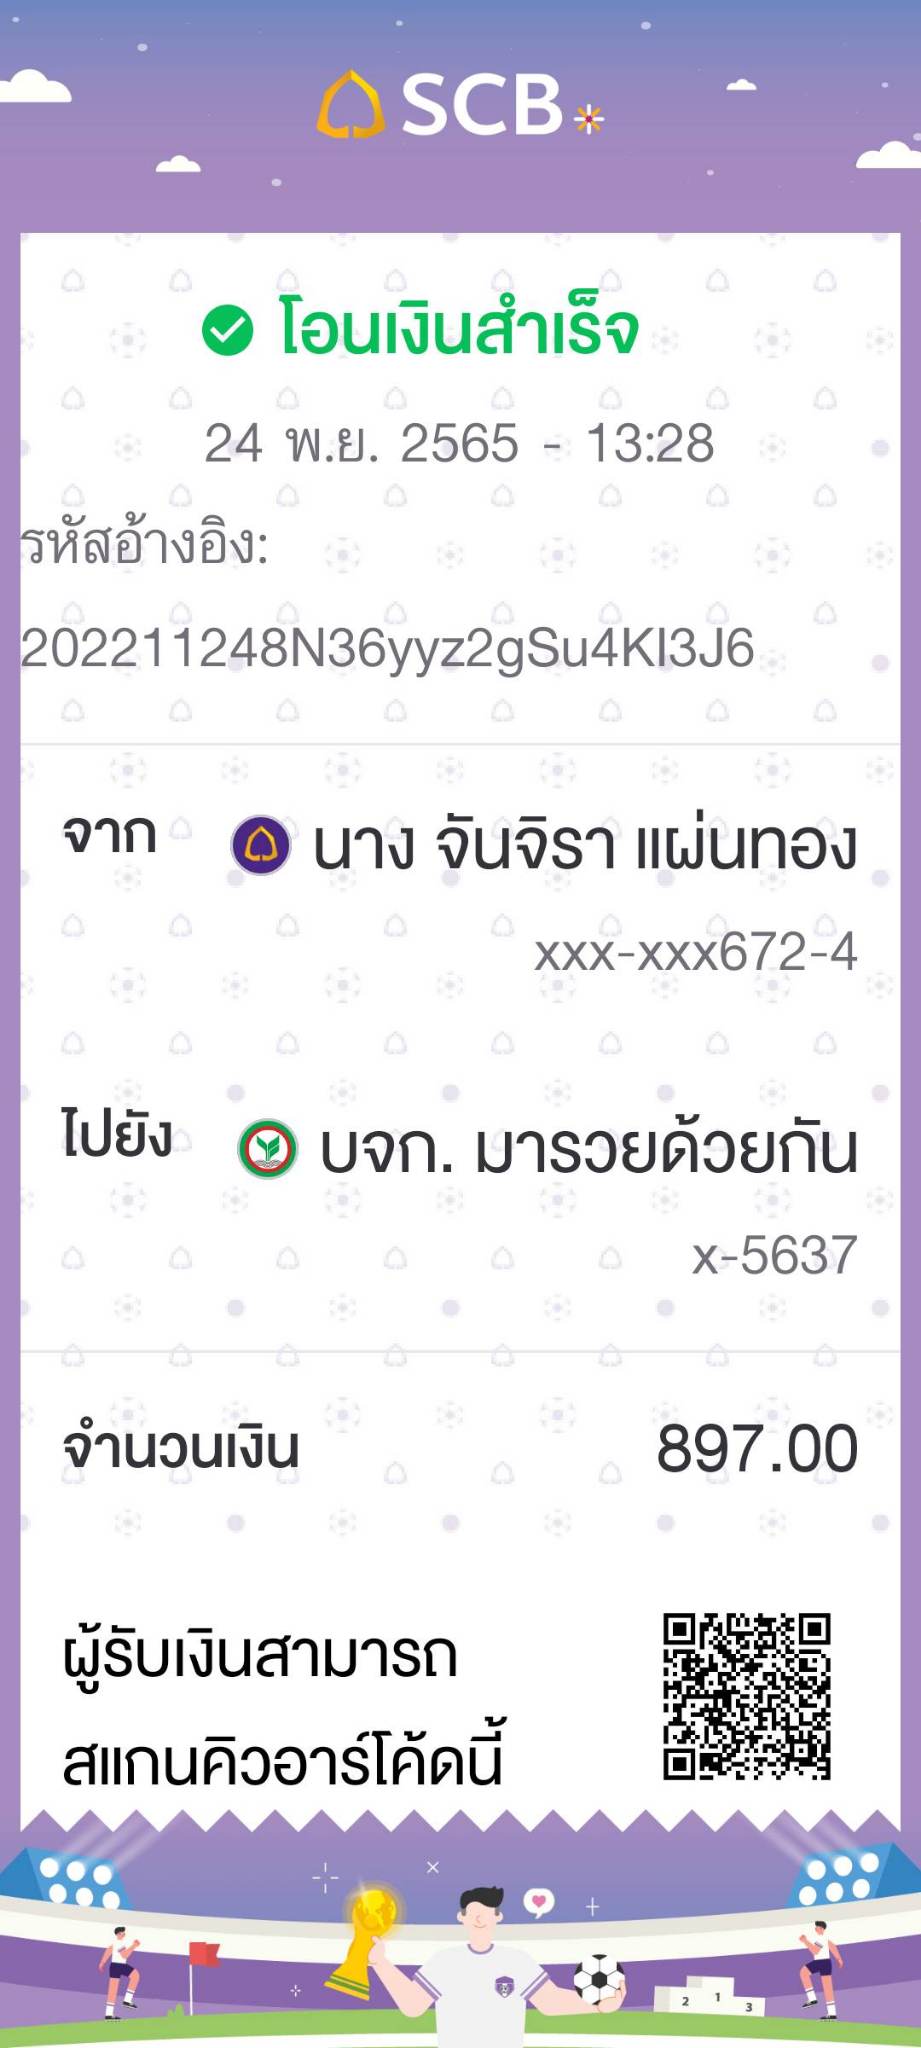 SCB
โอนเงินสำเร็จ
24 พ.ย. 2565 - 13:28
รหัสอ้างอิง:
202211248N36yyz2gSu4KI3J6
จาก นาง จันจิรา แผ่นทอง
xxx-xxx672-4
ไปยัง บจก. มารวยด้วยกัน
x-5637
จำนวนเงิน 897.00
ผู้รับเงินสามารถ
สแกนคิวอาร์โค้ดนี้
2 1 3